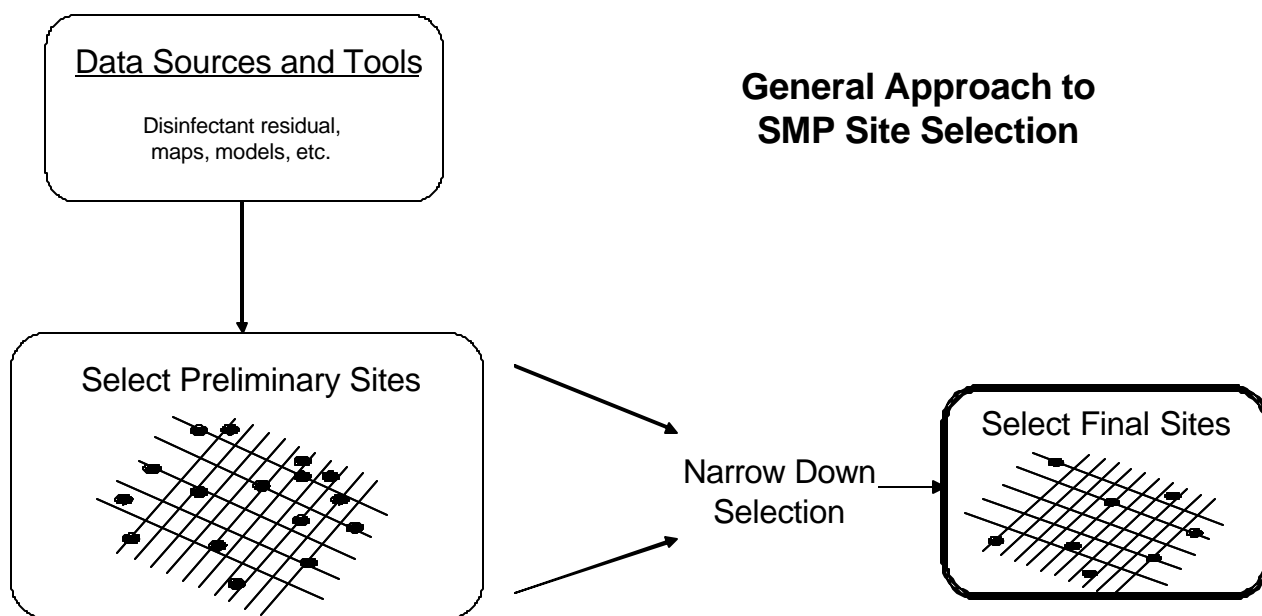 Data Sources and Tools
Disinfectant residual,
maps, models, etc.
General Approach to
SMP Site Selection
Select Preliminary Sites
Narrow Down
Selection
Select Final Sites